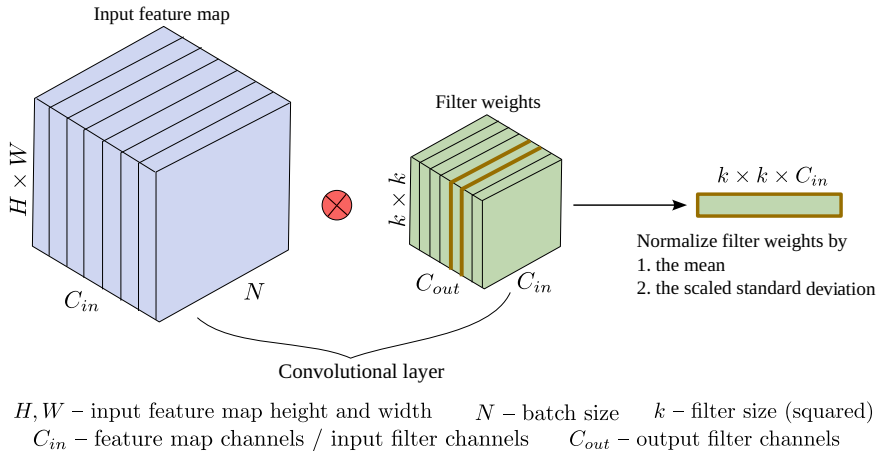 Input feature map
H × W
C_in
N
Filter weights
k × k
C_out
C_in
k × k × C_in
Normalize filter weights by
1. the mean
2. the scaled standard deviation
Convolutional layer
H, W – input feature map height and width N – batch size k – filter size (squared)
C_in – feature map channels / input filter channels C_out – output filter channels